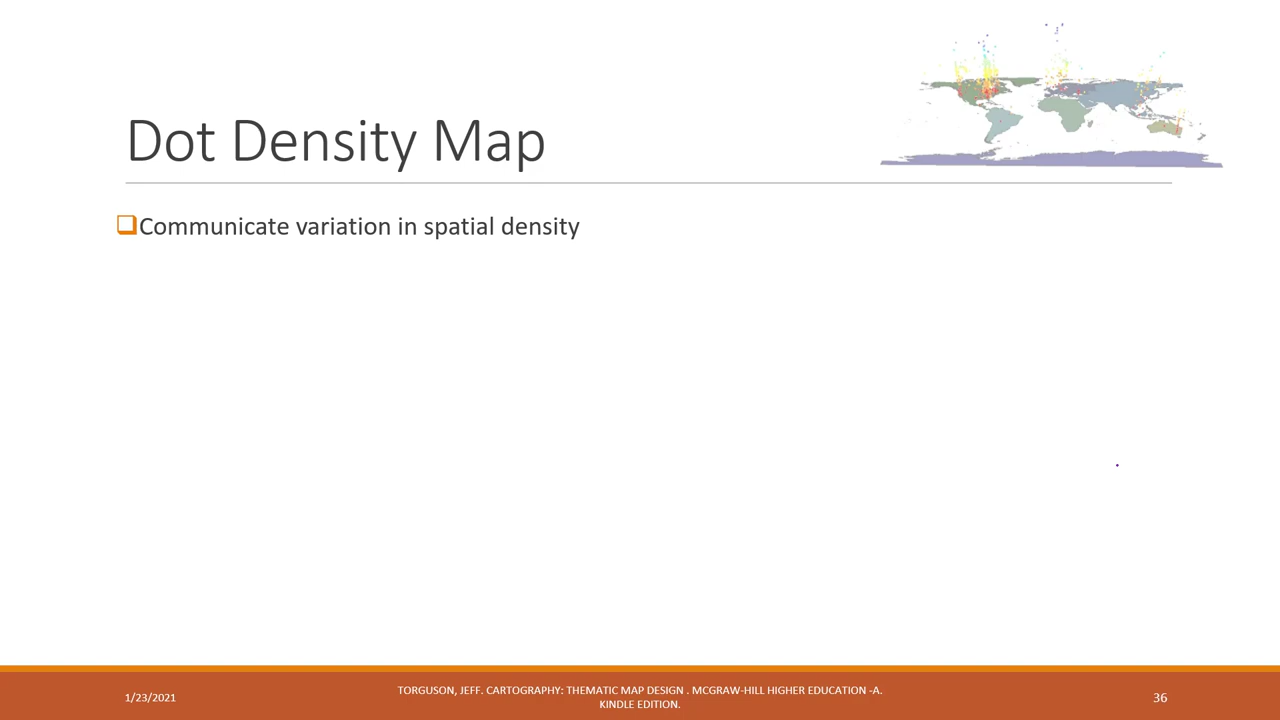 Dot Density Map
Communicate variation in spatial density
1/23/2021
TORGUSON, JEFF. CARTOGRAPHY: THEMATIC MAP DESIGN . MCGRAW-HILL HIGHER EDUCATION -A.
KINDLE EDITION.
36